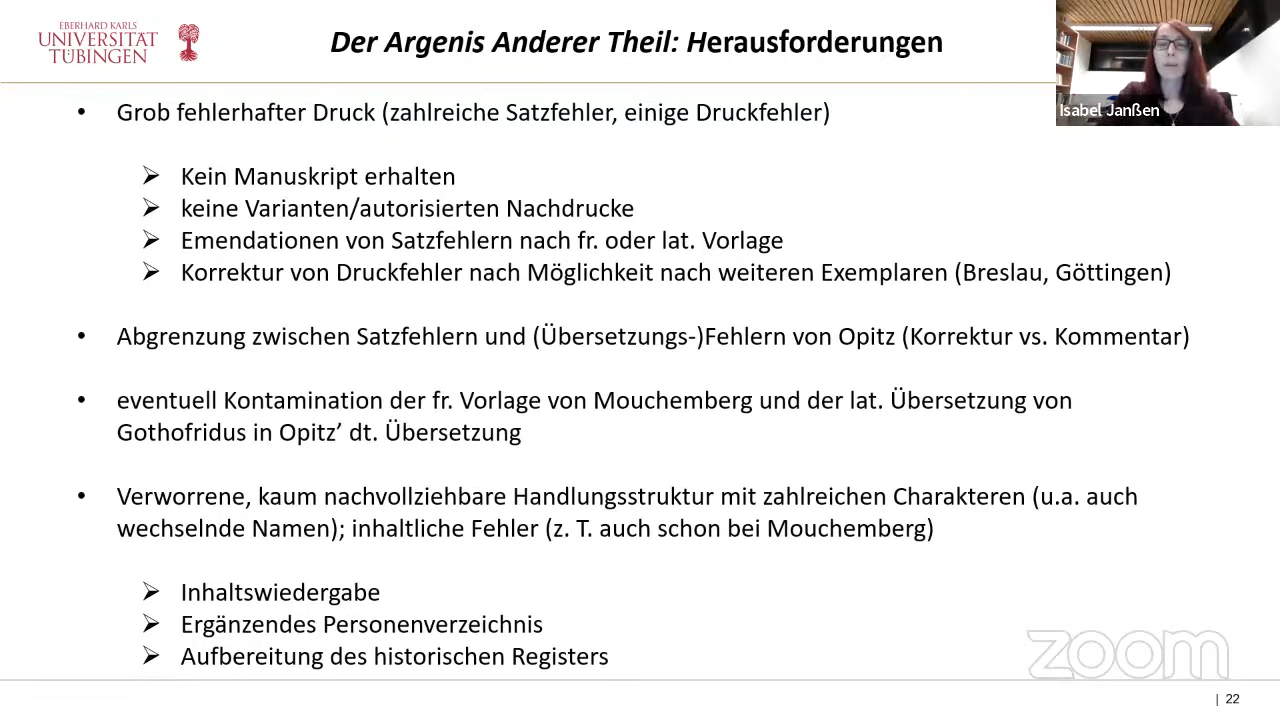 EBERHARD KARLS
UNIVERSITÄT
TÜBINGEN
Der Argenis Anderer Theil: Herausforderungen
Isabel Janßen
• Grob fehlerhafter Druck (zahlreiche Satzfehler, einige Druckfehler)
➢ Kein Manuskript erhalten
➢ keine Varianten/autorisierten Nachdrucke
➢ Emendationen von Satzfehlern nach fr. oder lat. Vorlage
➢ Korrektur von Druckfehler nach Möglichkeit nach weiteren Exemplaren (Breslau, Göttingen)
• Abgrenzung zwischen Satzfehlern und (Übersetzungs-)Fehlern von Opitz (Korrektur vs. Kommentar)
• eventuell Kontamination der fr. Vorlage von Mouchemberg und der lat. Übersetzung von
Gothofridus in Opitz’ dt. Übersetzung
• Verworrene, kaum nachvollziehbare Handlungsstruktur mit zahlreichen Charakteren (u.a. auch
wechselnde Namen); inhaltliche Fehler (z. T. auch schon bei Mouchemberg)
➢ Inhaltswiedergabe
➢ Ergänzendes Personenverzeichnis
➢ Aufbereitung des historischen Registers
zoom
| 22